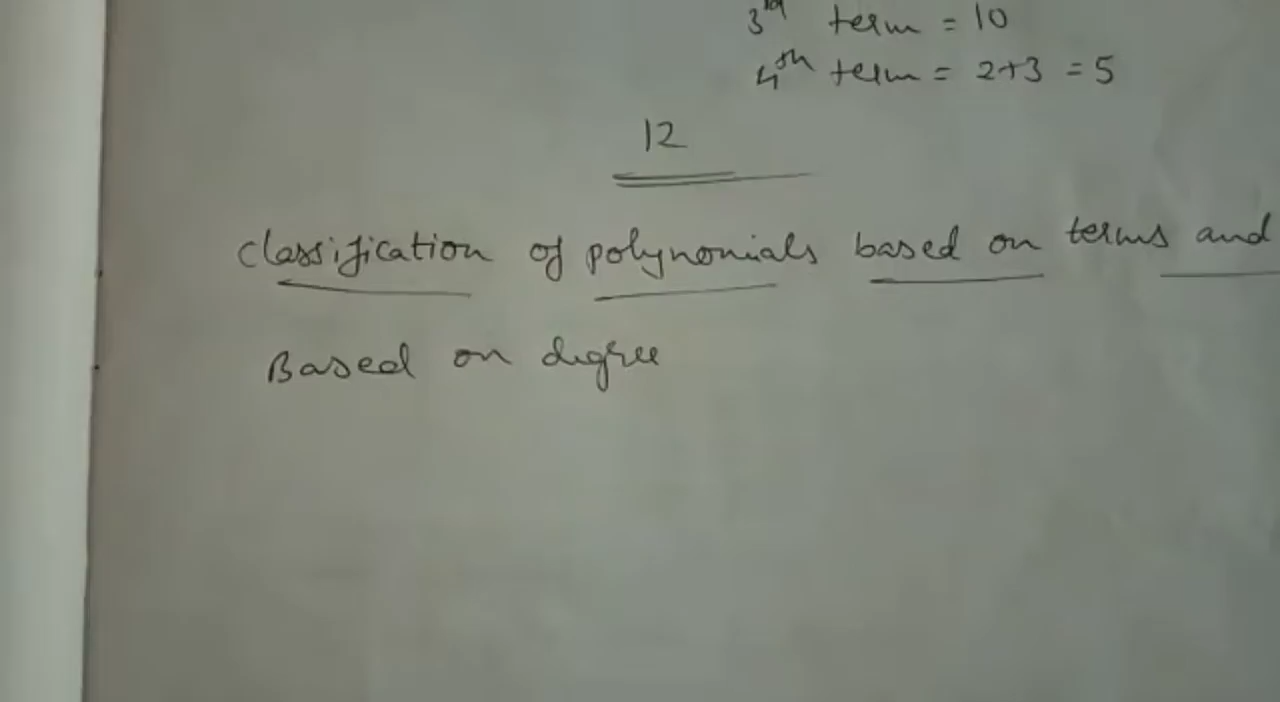 3rd term = 10
4th term = 2+3 = 5
12
Classification of polynomials based on terms and
Based on degree